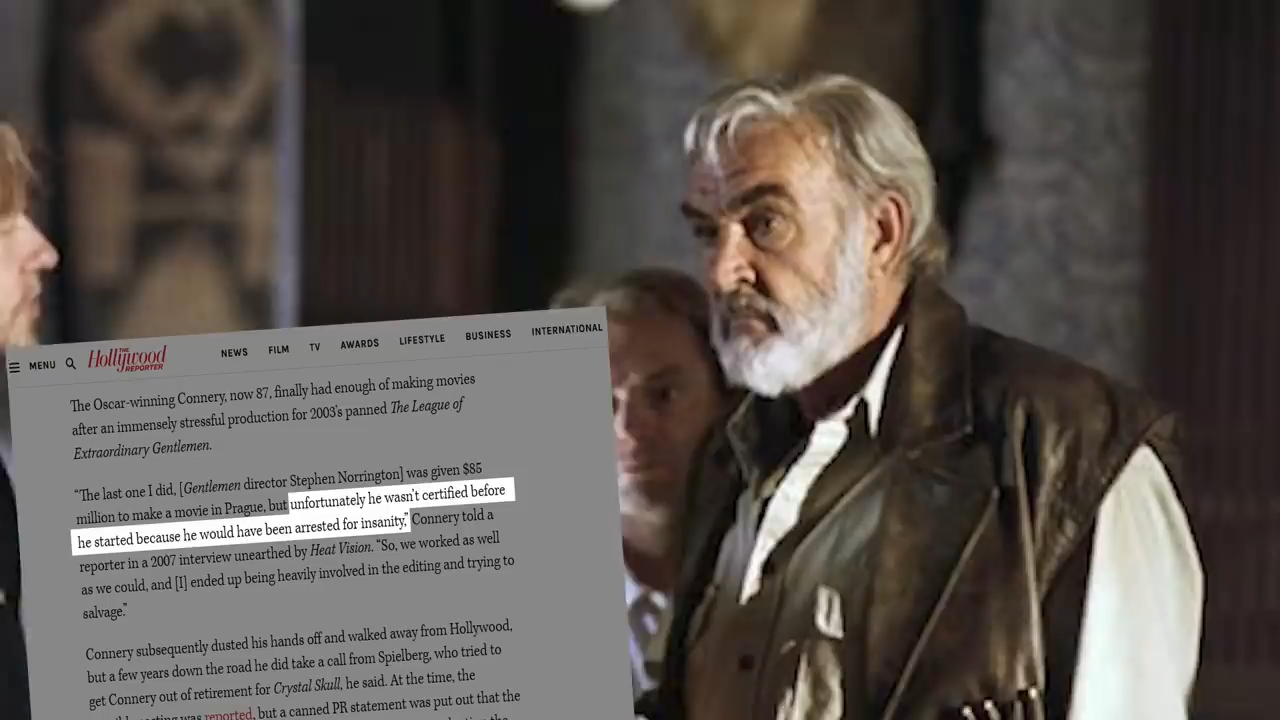 MENU THE Hollywood REPORTER NEWS FILM TV AWARDS LIFESTYLE BUSINESS INTERNATIONAL
The Oscar-winning Connery, now 87, finally had enough of making movies
after an immensely stressful production for 2003's panned The League of
Extraordinary Gentlemen.
"The last one I did, [Gentlemen director Stephen Norrington] was given $85
million to make a movie in Prague, but unfortunately he wasn't certified before
he started because he would have been arrested for insanity," Connery told a
reporter in a 2007 interview unearthed by Heat Vision. "So, we worked as well
as we could, and [I] ended up being heavily involved in the editing and trying to
salvage."
Connery subsequently dusted his hands off and walked away from Hollywood,
but a few years down the road he did take a call from Spielberg, who tried to
get Connery out of retirement for Crystal Skull, he said. At the time, the
casting was reported, but a canned PR statement was put out that the